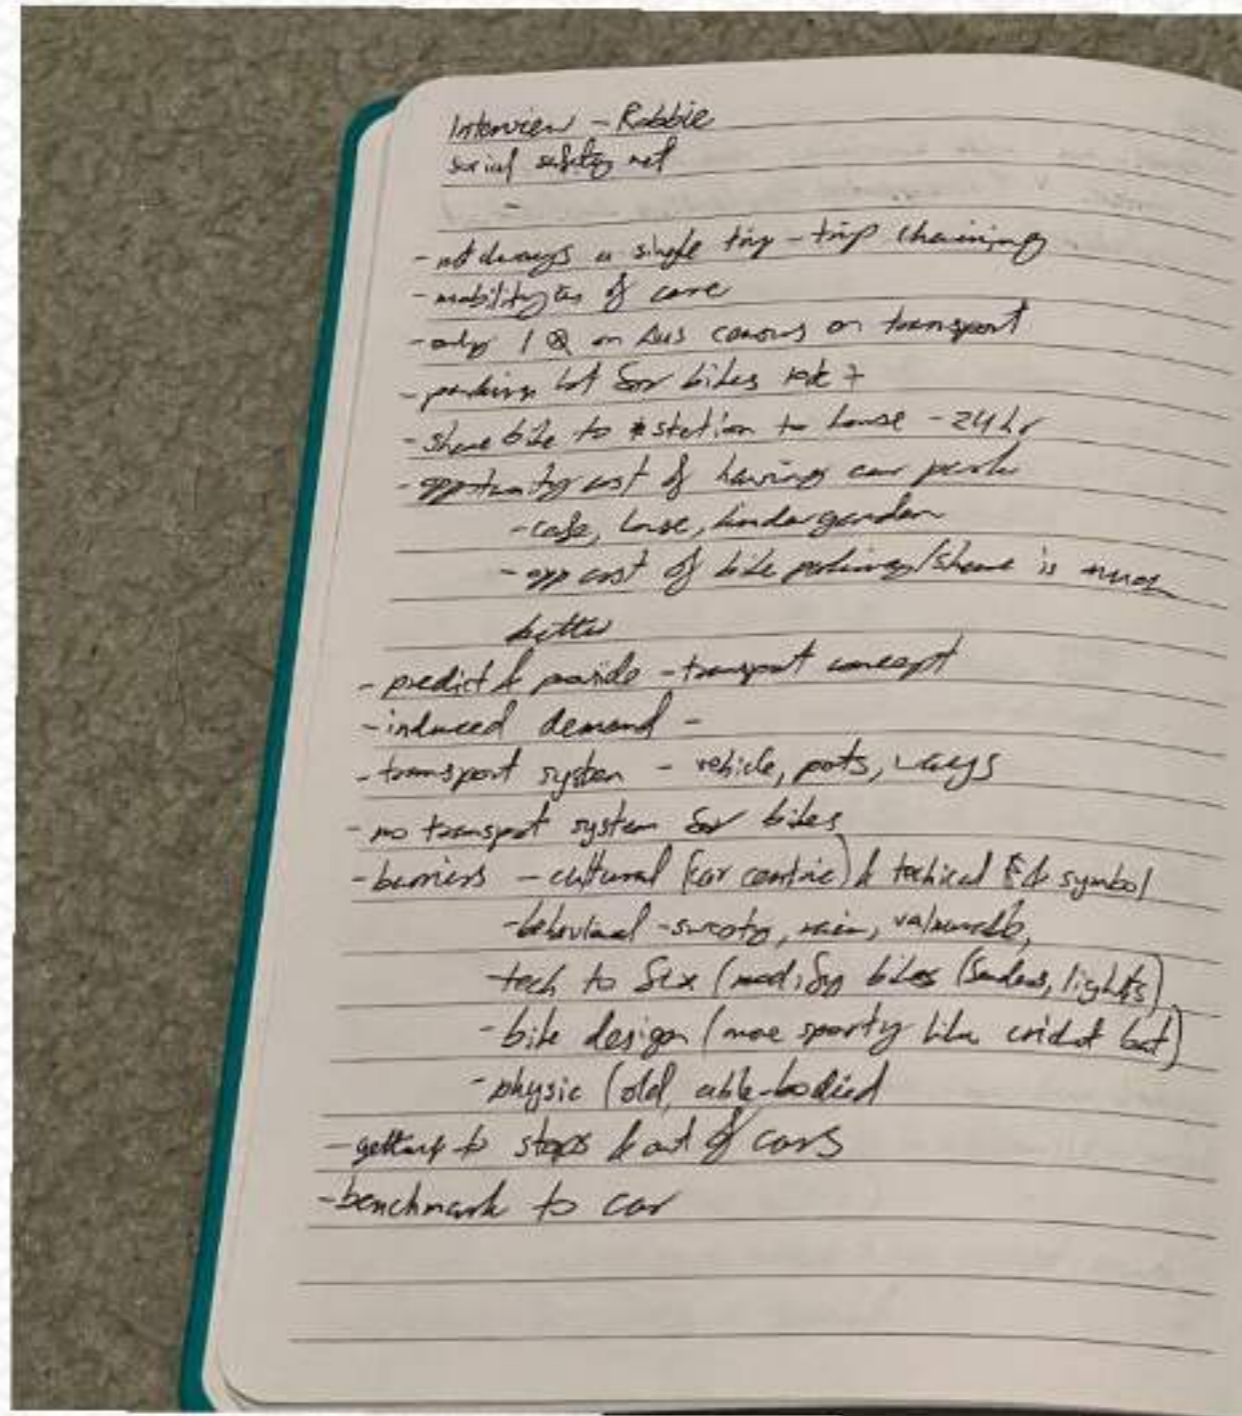 Interview - Robbie
social safety net
-
- not always a single trip - trip chaining
- mobility of care
- only 1 Q on Aus census on transport
- parking lot for bikes
- share bike to station to house - 24hr
- opportunity cost of having car park
- cafe, house, kindergarden
- opp cost of bike parking/share is much
better
- predict & provide - transport concept
- induced demand -
- transport system - vehicle, ports, ways
- no transport system for bikes
- barriers - cultural (car centric) & techical & symbol
- behavioral - sweaty, rain,
tech to fix (modify bikes (fenders, lights)
- bike design (more sporty like cricket bat)
- physic (old, able-bodied
- getting to stops & out of cars
- benchmark to car